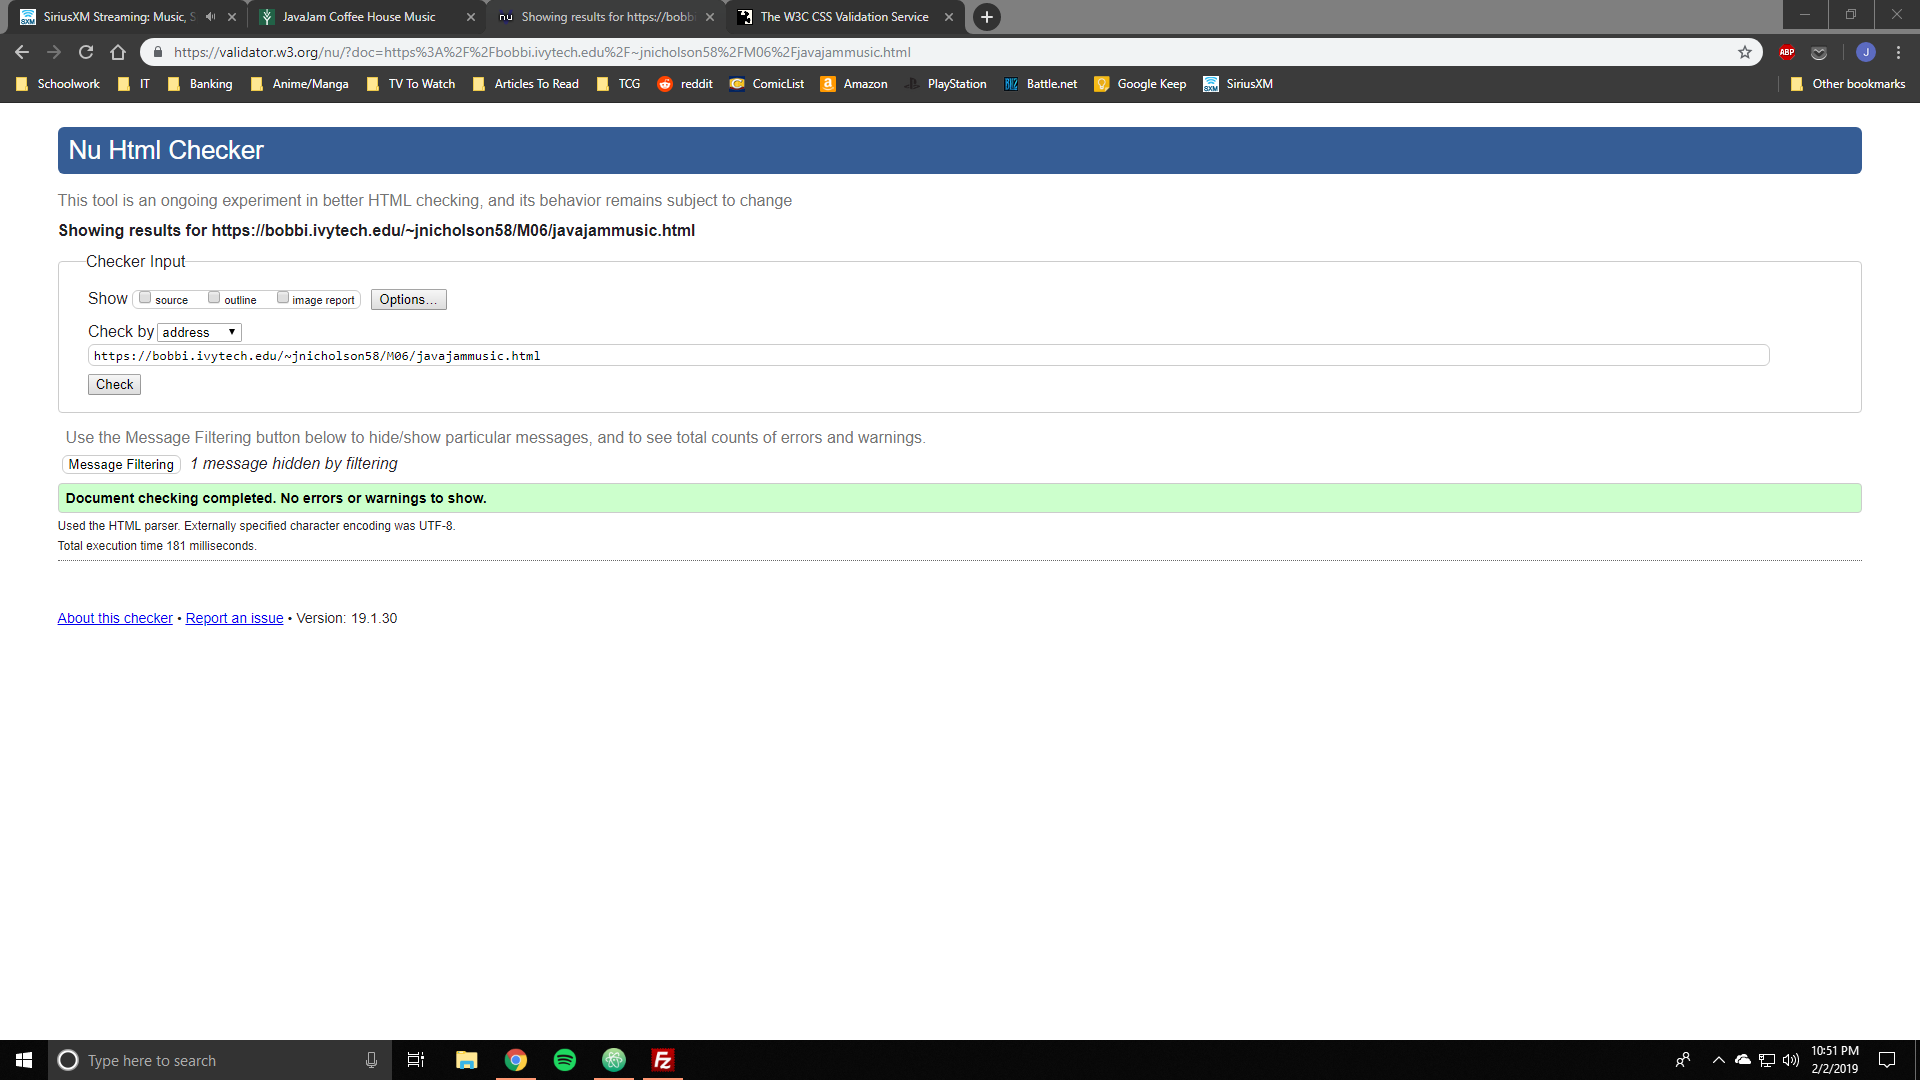 SiriusXM Streaming: Music, S
JavaJam Coffee House Music
nu Showing results for https://bobbi
The W3C CSS Validation Service
https://validator.w3.org/nu/?doc=https%3A%2F%2Fbobbi.ivytech.edu%2F~jnicholson58%2FM06%2Fjavajammusic.html
ABP
J
Schoolwork IT Banking Anime/Manga TV To Watch Articles To Read TCG reddit ComicList Amazon PlayStation Battle.net Google Keep SiriusXM Other bookmarks
Nu Html Checker
This tool is an ongoing experiment in better HTML checking, and its behavior remains subject to change
Showing results for https://bobbi.ivytech.edu/~jnicholson58/M06/javajammusic.html
Checker Input
Show source outline image report Options...
Check by address
https://bobbi.ivytech.edu/~jnicholson58/M06/javajammusic.html
Check
Use the Message Filtering button below to hide/show particular messages, and to see total counts of errors and warnings.
Message Filtering 1 message hidden by filtering
Document checking completed. No errors or warnings to show.
Used the HTML parser. Externally specified character encoding was UTF-8.
Total execution time 181 milliseconds.
About this checker • Report an issue • Version: 19.1.30
Type here to search
Fz
10:51 PM
2/2/2019